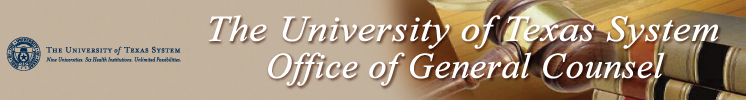 THE UNIVERSITY of TEXAS SYSTEM
Nine Universities. Six Health Institutions. Unlimited Possibilities.
The University of Texas System
Office of General Counsel